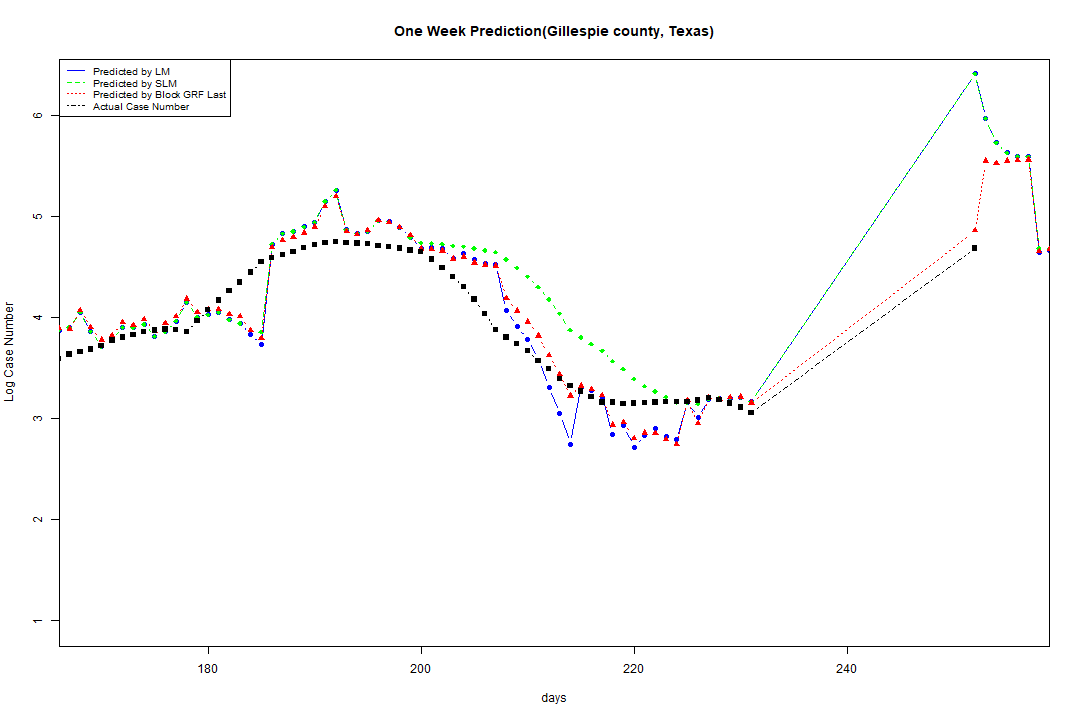 One Week Prediction(Gillespie county, Texas)
Predicted by LM
Predicted by SLM
Predicted by Block GRF Last
Actual Case Number
Log Case Number
6
5
4
3
2
1
180
200
220
240
days